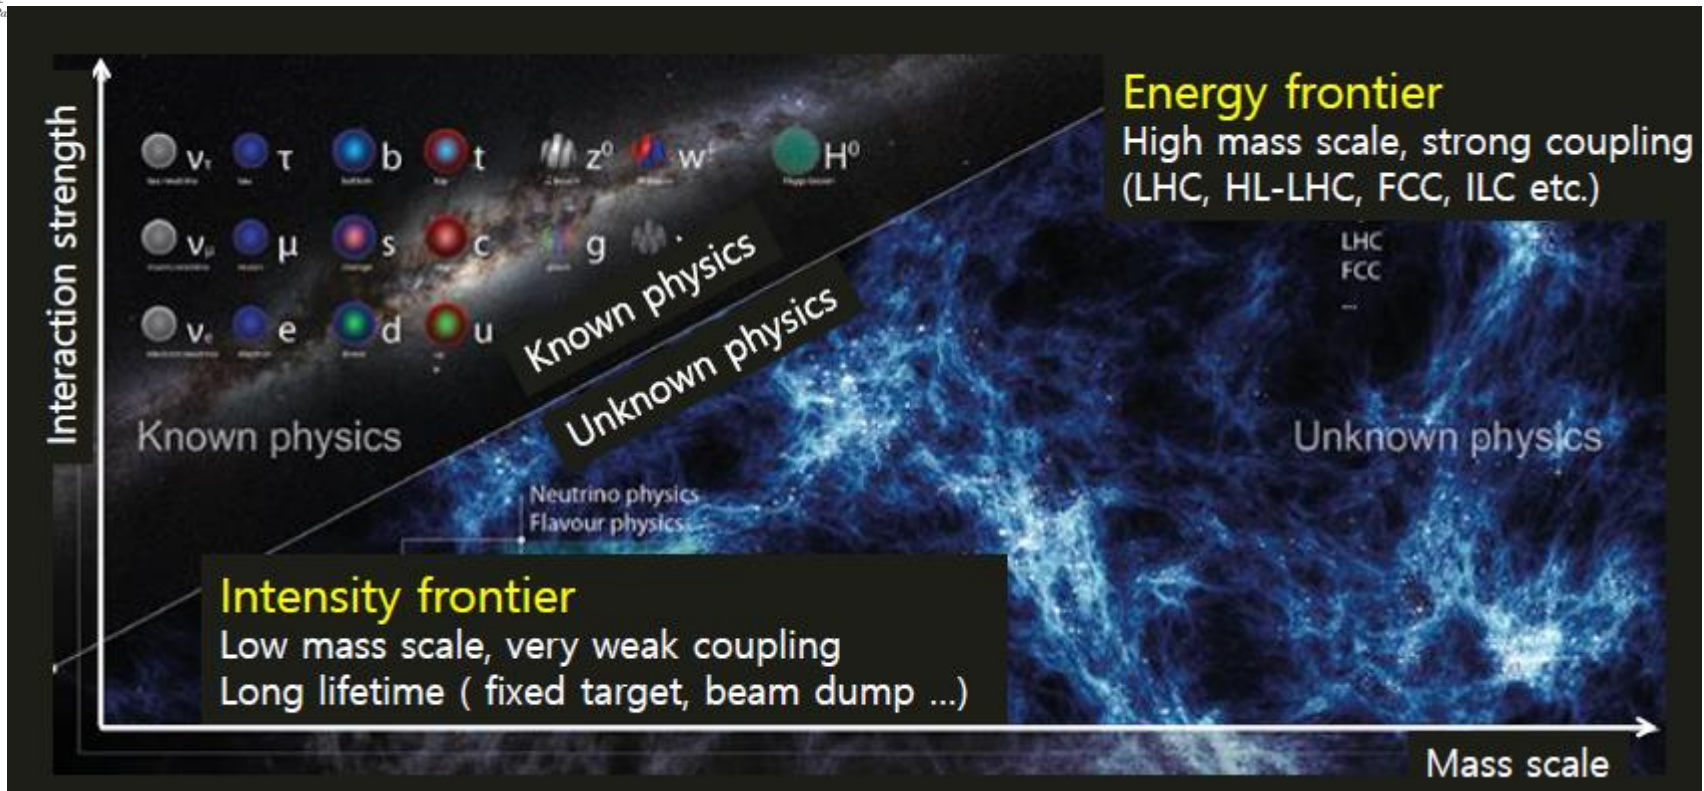 Energy frontier
High mass scale, strong coupling
(LHC, HL-LHC, FCC, ILC etc.)
LHC
FCC
...
Interaction strength
ντ τ b t Z⁰ W± H⁰
νμ μ s c g
νe e d u
Known physics
Unknown physics
Known physics
Unknown physics
Neutrino physics
Flavour physics
Intensity frontier
Low mass scale, very weak coupling
Long lifetime ( fixed target, beam dump ...)
Mass scale